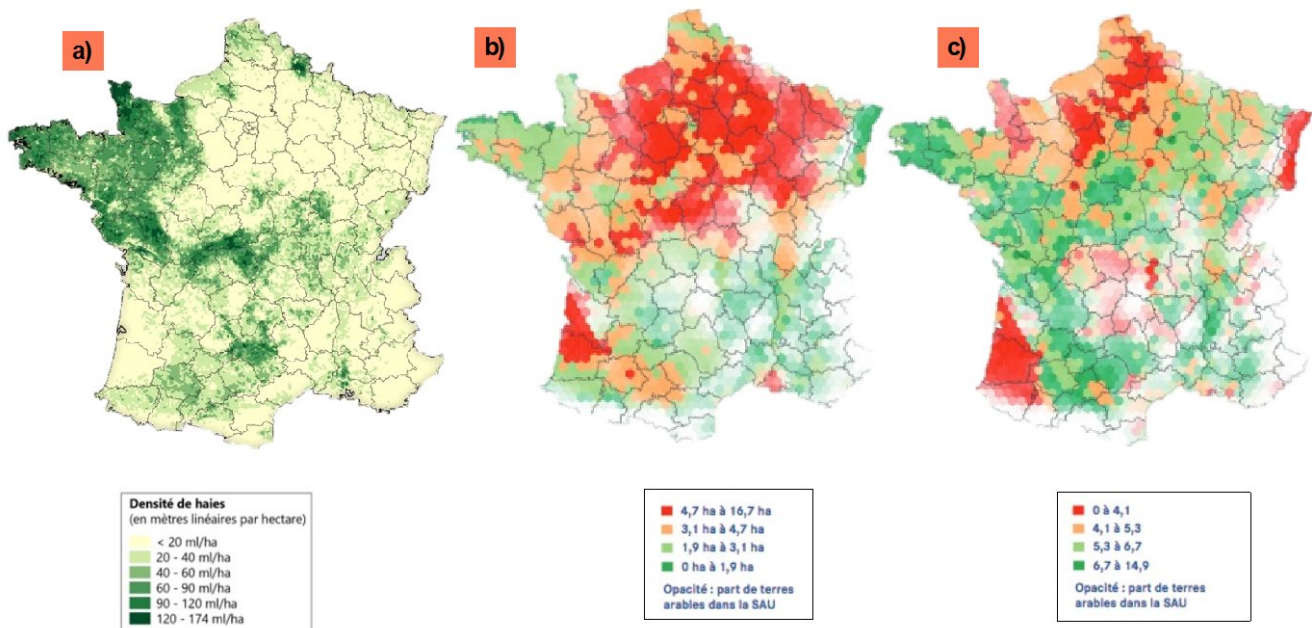 a)
b)
c)
Densité de haies
(en mètres linéaires par hectare)
< 20 ml/ha
20 - 40 ml/ha
40 - 60 ml/ha
60 - 90 ml/ha
90 - 120 ml/ha
120 - 174 ml/ha
4,7 ha à 16,7 ha
3,1 ha à 4,7 ha
1,9 ha à 3,1 ha
0 ha à 1,9 ha
Opacité : part de terres
arables dans la SAU
0 à 4,1
4,1 à 5,3
5,3 à 6,7
6,7 à 14,9
Opacité : part de terres
arables dans la SAU